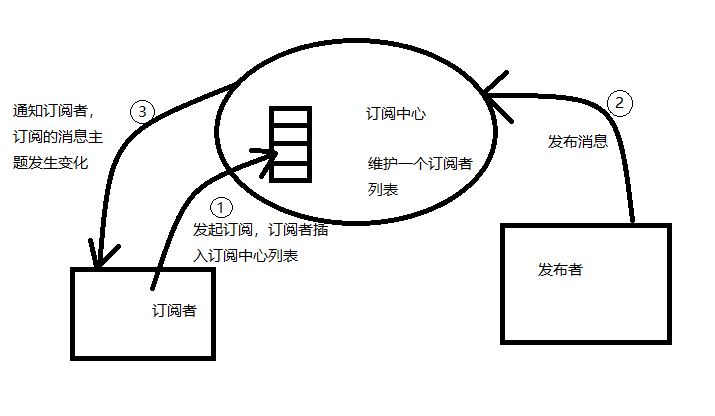 通知订阅者，
订阅的消息主
题发生变化
③
订阅中心
维护一个订阅者
列表
②
发布消息
①
发起订阅，订阅者插
入订阅中心列表
订阅者
发布者